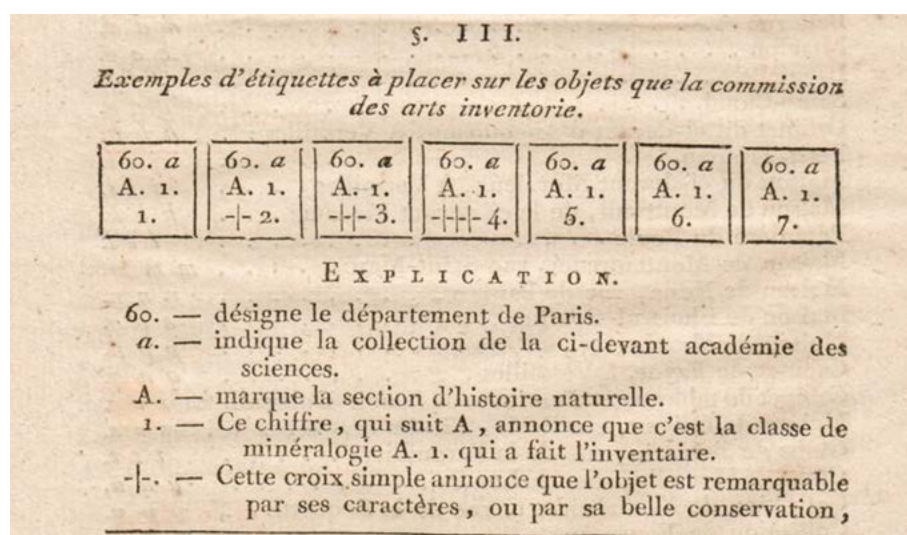 §. III.
Exemples d'étiquettes à placer sur les objets que la commission
des arts inventorie.
60. a 60. a 60. a 60. a 60. a 60. a 60. a
A. 1. A. 1. A. 1. A. 1. A. 1. A. 1. A. 1.
1. -|- 2. -|-|- 3. -|-|-|- 4. 5. 6. 7.
EXPLICATION.
60. — désigne le département de Paris.
a. — indique la collection de la ci-devant académie des
sciences.
A. — marque la section d'histoire naturelle.
1. — Ce chiffre, qui suit A, annonce que c'est la classe de
minéralogie A. 1. qui a fait l'inventaire.
-|-. — Cette croix simple annonce que l'objet est remarquable
par ses caractères, ou par sa belle conservation,